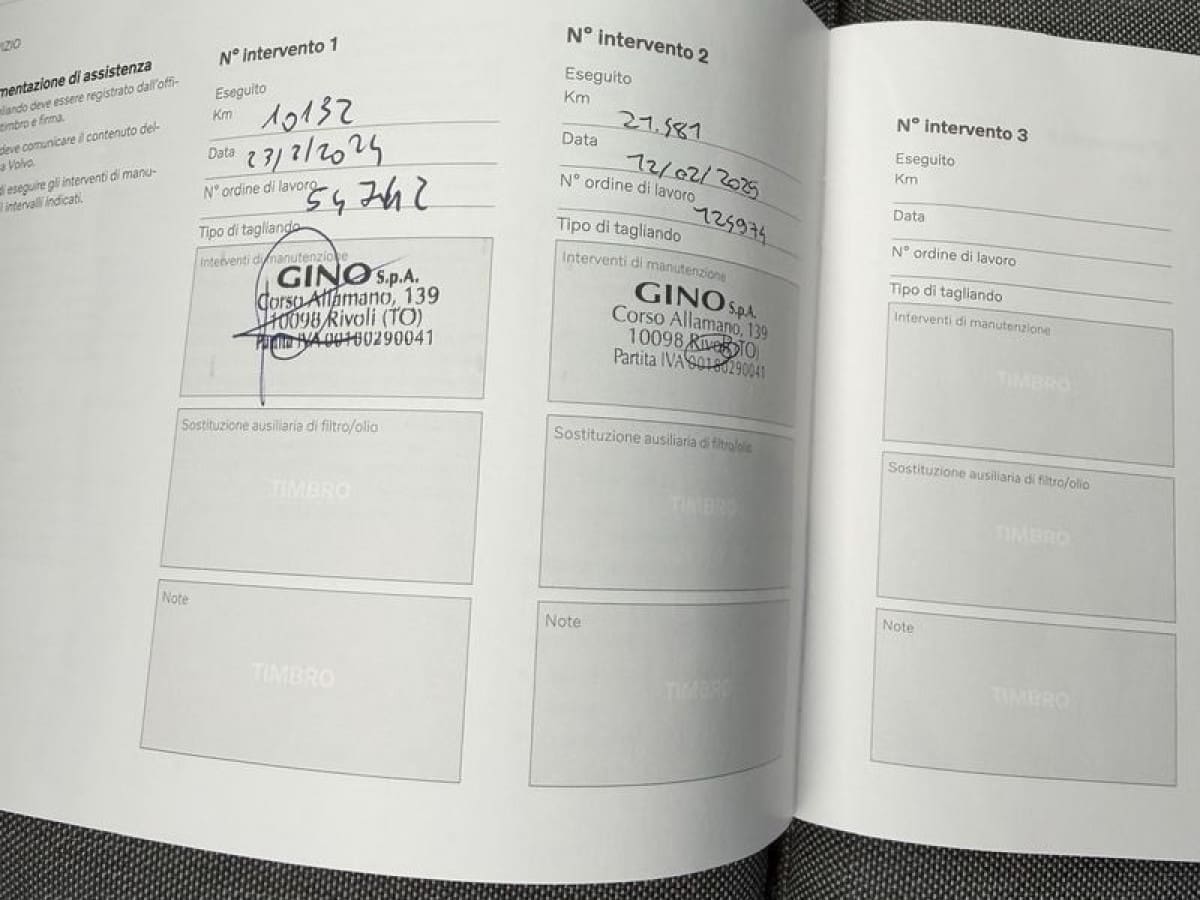 IZIO
mentazione di assistenza
liando deve essere registrato dall'offi-
timbro e firma.
deve comunicare il contenuto del-
a Volvo.
di eseguire gli interventi di manu-
i intervalli indicati.
N° intervento 1
Eseguito
Km 10132
Data 23/2/2024
N° ordine di lavoro 54742
Tipo di tagliando
Interventi di manutenzione
GINO S.p.A.
Corso Allamano, 139
10098 Rivoli (TO)
Partita IVA 00180290041
Sostituzione ausiliaria di filtro/olio
TIMBRO
Note
TIMBRO
N° intervento 2
Eseguito
Km 21.981
Data 12/02/2025
N° ordine di lavoro 124974
Tipo di tagliando
Interventi di manutenzione
GINO S.p.A.
Corso Allamano, 139
10098 Rivoli (TO)
Partita IVA 00180290041
Sostituzione ausiliaria di filtro/olio
TIMBRO
Note
TIMBRO
N° intervento 3
Eseguito
Km
Data
N° ordine di lavoro
Tipo di tagliando
Interventi di manutenzione
TIMBRO
Sostituzione ausiliaria di filtro/olio
TIMBRO
Note
TIMBRO